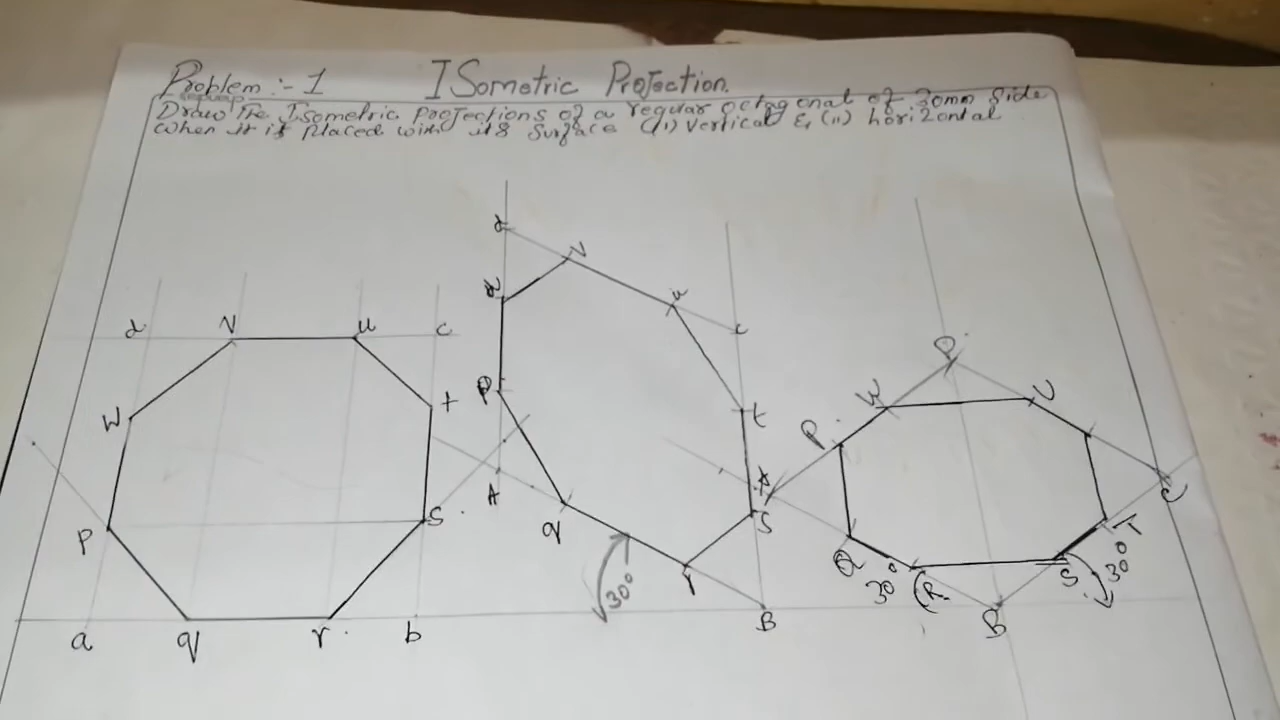 Problem :- 1 ISometric Projection.
Draw The Isometric projections of a regular octagonal of 30mm Side
When it is placed with its Surface (i) Vertical & (ii) horizontal
d V u c
W t
P S
a q r b
d V
u c
P t
A S
q r
30°
B
W U
P
C
Q R. S. T
30° 30°
B